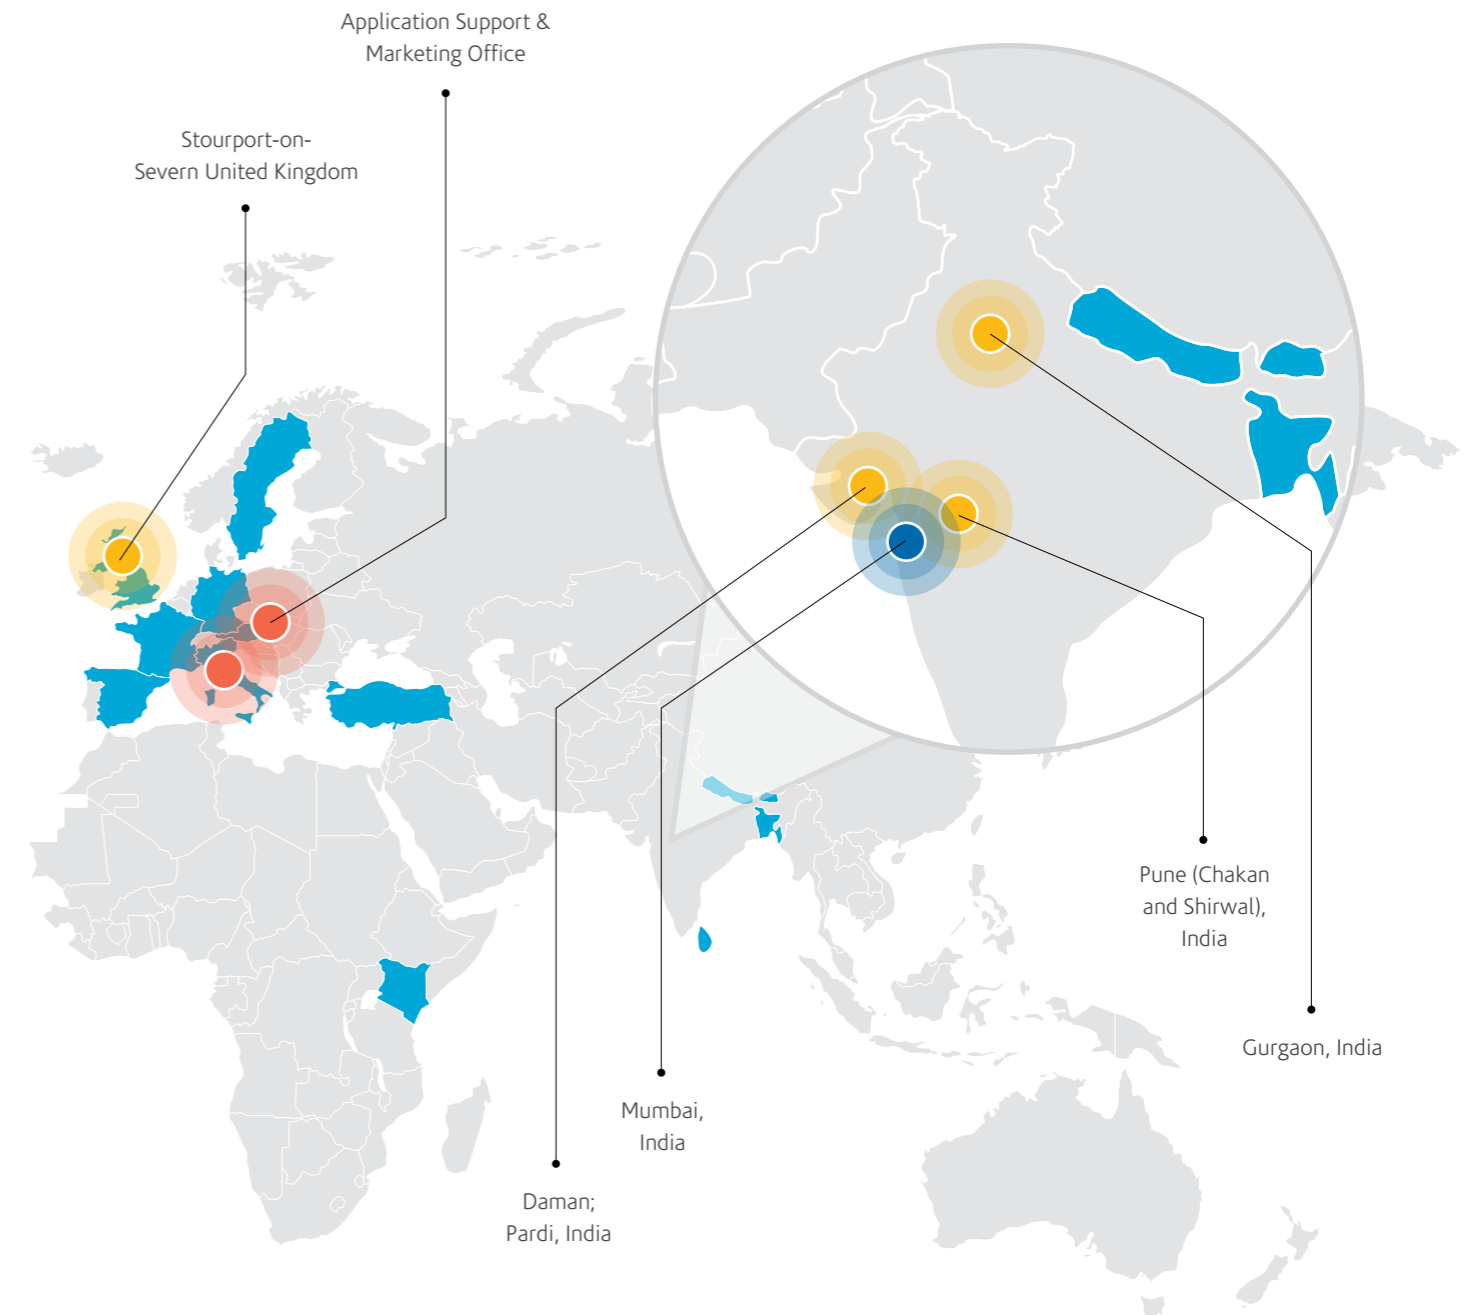 Application Support &
Marketing Office
Stourport-on-
Severn United Kingdom
Pune (Chakan
and Shirwal),
India
Gurgaon, India
Mumbai,
India
Daman;
Pardi, India